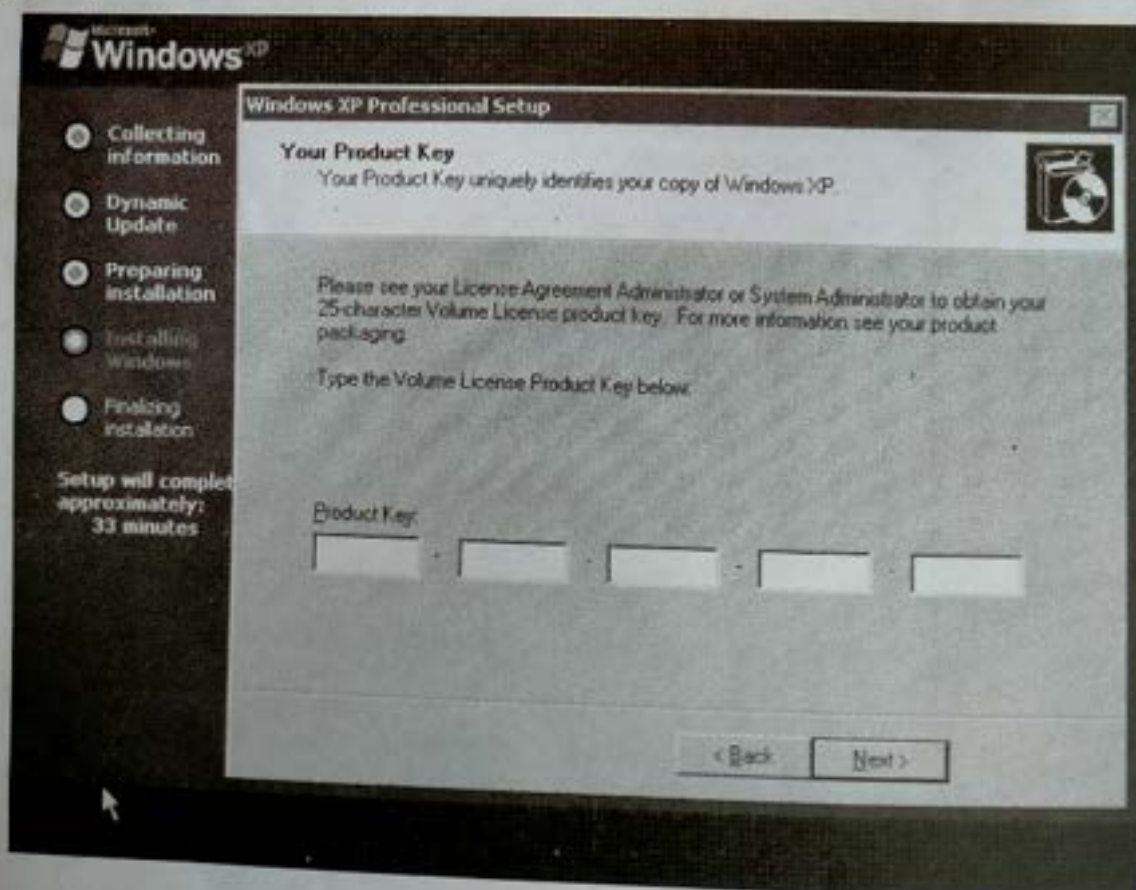 Microsoft
Windows XP
Collecting
information
Dynamic
Update
Preparing
installation
Installing
Windows
Finalizing
installation
Setup will complet
approximately:
33 minutes
Windows XP Professional Setup
Your Product Key
Your Product Key uniquely identifies your copy of Windows XP.
Please see your License Agreement Administrator or System Administrator to obtain your
25-character Volume License product key. For more information see your product
packaging.
Type the Volume License Product Key below:
Product Key:
- - - -
< Back
Next >